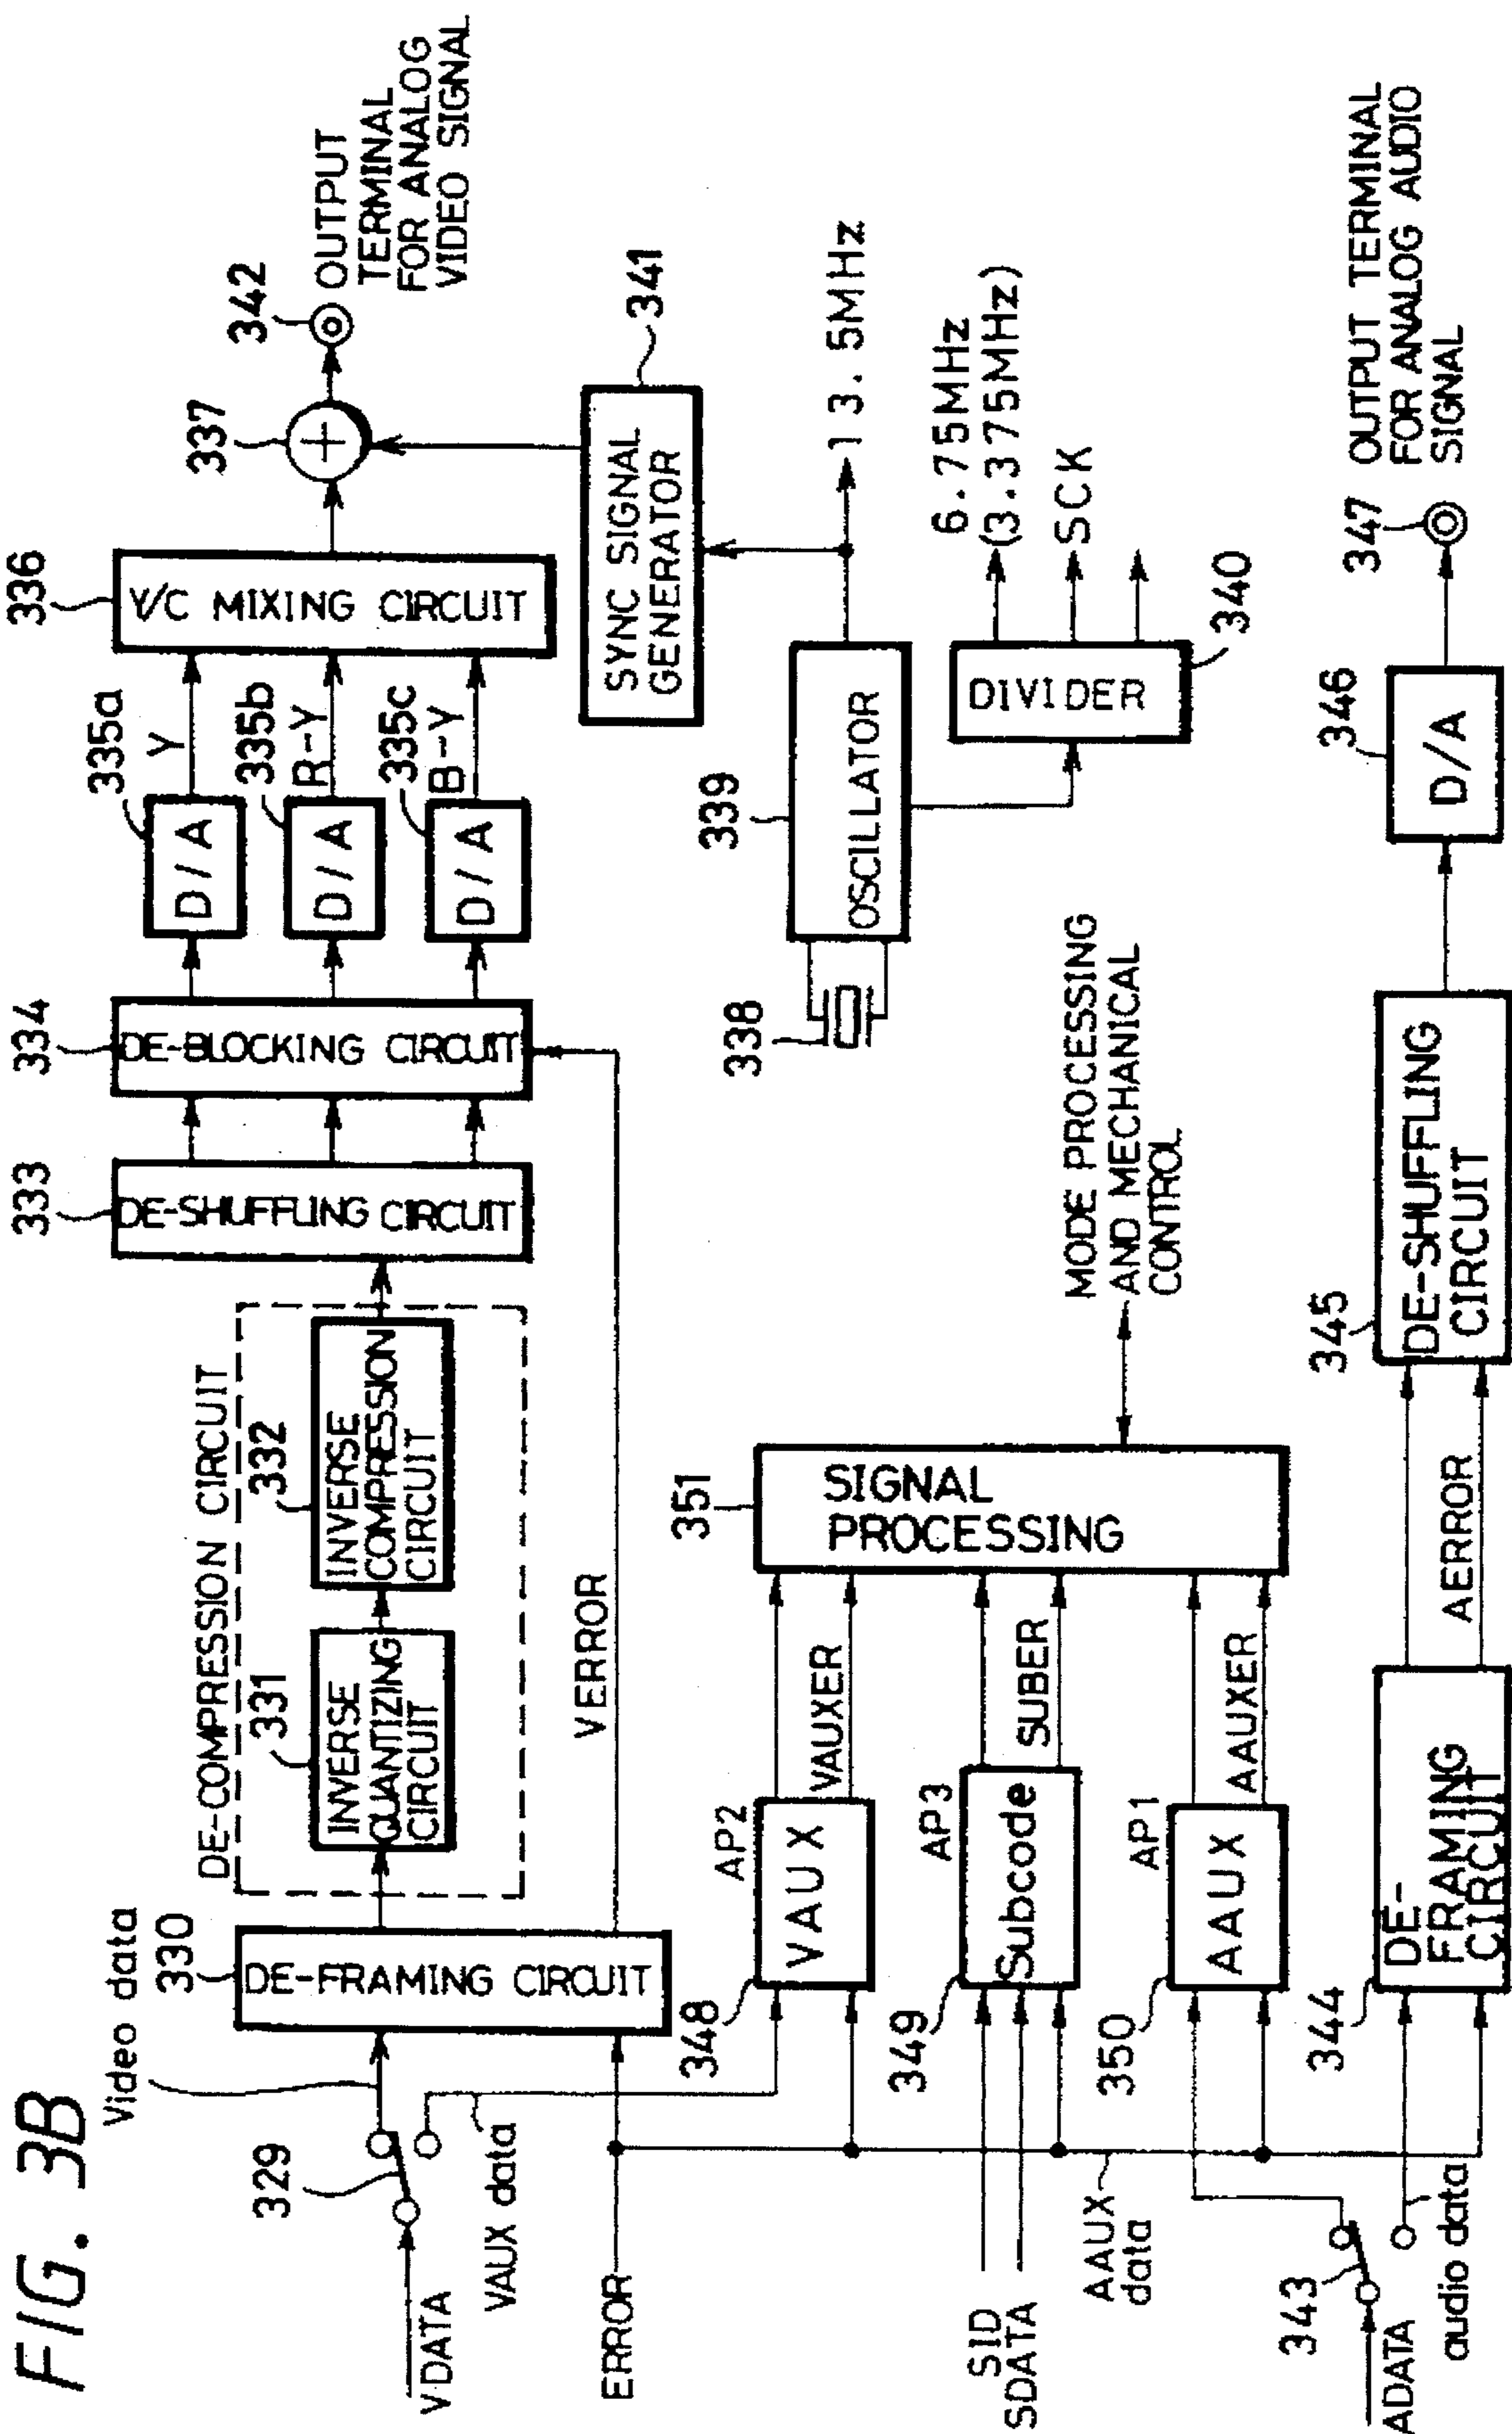 FIG. 3B
Video data
329
VDATA
VAUX data
ERROR
330
DE-FRAMING CIRCUIT
DE-COMPRESSION CIRCUIT
331
INVERSE
QUANTIZING
CIRCUIT
332
INVERSE
COMPRESSION
CIRCUIT
VERROR
333
DE-SHUFFLING CIRCUIT
334
DE-BLOCKING CIRCUIT
335a
D/A
Y
335b
D/A
R-Y
335c
D/A
B-Y
336
Y/C MIXING CIRCUIT
337
+
342
OUTPUT
TERMINAL
FOR ANALOG
VIDEO SIGNAL
341
SYNC SIGNAL
GENERATOR
338
339
OSCILLATOR
13.5MHz
340
DIVIDER
6.75MHz
(3.375MHz)
SCK
348
AP2
VAUX
VAUXER
SID
SDATA
349
AP3
Subcode
SUBER
AAUX
data
350
AP1
AAUX
AAUXER
351
SIGNAL
PROCESSING
MODE PROCESSING
AND MECHANICAL
CONTROL
343
ADATA
audio data
344
DE-
FRAMING
CIRCUIT
AERROR
345
DE-SHUFFLING
CIRCUIT
346
D/A
347
OUTPUT TERMINAL
FOR ANALOG AUDIO
SIGNAL